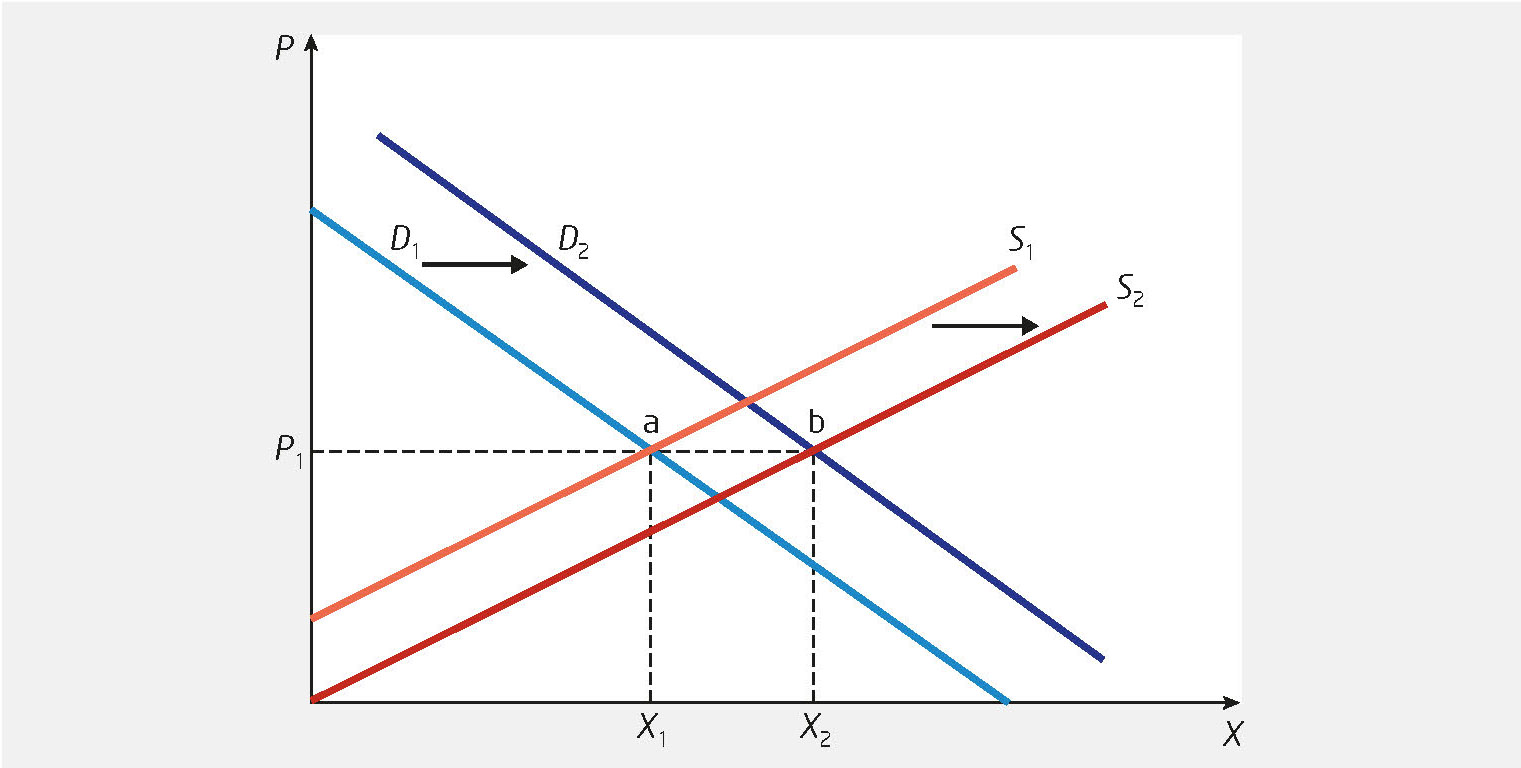 P
D₁
D₂
S₁
S₂
a
b
P₁
X₁
X₂
X